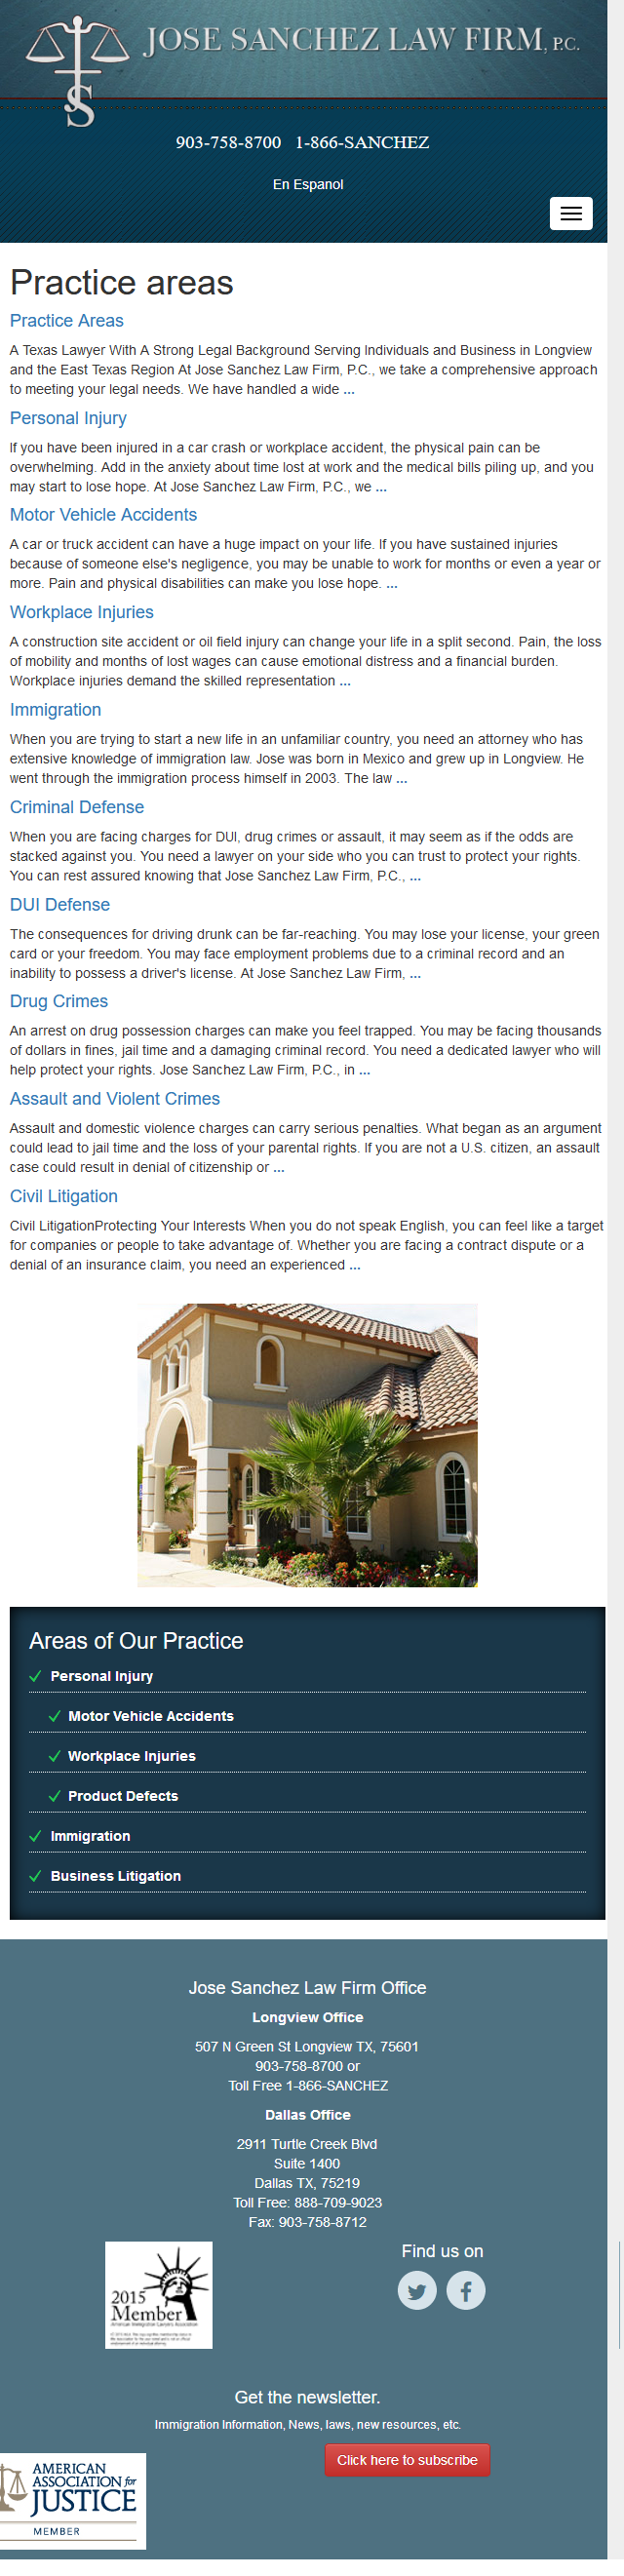 JOSE SANCHEZ LAW FIRM, P.C.
S
903-758-8700 1-866-SANCHEZ
En Espanol
Practice areas
Practice Areas
A Texas Lawyer With A Strong Legal Background Serving Individuals and Business in Longview
and the East Texas Region At Jose Sanchez Law Firm, P.C., we take a comprehensive approach
to meeting your legal needs. We have handled a wide ...
Personal Injury
If you have been injured in a car crash or workplace accident, the physical pain can be
overwhelming. Add in the anxiety about time lost at work and the medical bills piling up, and you
may start to lose hope. At Jose Sanchez Law Firm, P.C., we ...
Motor Vehicle Accidents
A car or truck accident can have a huge impact on your life. If you have sustained injuries
because of someone else's negligence, you may be unable to work for months or even a year or
more. Pain and physical disabilities can make you lose hope. ...
Workplace Injuries
A construction site accident or oil field injury can change your life in a split second. Pain, the loss
of mobility and months of lost wages can cause emotional distress and a financial burden.
Workplace injuries demand the skilled representation ...
Immigration
When you are trying to start a new life in an unfamiliar country, you need an attorney who has
extensive knowledge of immigration law. Jose was born in Mexico and grew up in Longview. He
went through the immigration process himself in 2003. The law ...
Criminal Defense
When you are facing charges for DUI, drug crimes or assault, it may seem as if the odds are
stacked against you. You need a lawyer on your side who you can trust to protect your rights.
You can rest assured knowing that Jose Sanchez Law Firm, P.C., ...
DUI Defense
The consequences for driving drunk can be far-reaching. You may lose your license, your green
card or your freedom. You may face employment problems due to a criminal record and an
inability to possess a driver's license. At Jose Sanchez Law Firm, ...
Drug Crimes
An arrest on drug possession charges can make you feel trapped. You may be facing thousands
of dollars in fines, jail time and a damaging criminal record. You need a dedicated lawyer who will
help protect your rights. Jose Sanchez Law Firm, P.C., in ...
Assault and Violent Crimes
Assault and domestic violence charges can carry serious penalties. What began as an argument
could lead to jail time and the loss of your parental rights. If you are not a U.S. citizen, an assault
case could result in denial of citizenship or ...
Civil Litigation
Civil LitigationProtecting Your Interests When you do not speak English, you can feel like a target
for companies or people to take advantage of. Whether you are facing a contract dispute or a
denial of an insurance claim, you need an experienced ...
Areas of Our Practice
Personal Injury
Motor Vehicle Accidents
Workplace Injuries
Product Defects
Immigration
Business Litigation
Jose Sanchez Law Firm Office
Longview Office
507 N Green St Longview TX, 75601
903-758-8700 or
Toll Free 1-866-SANCHEZ
Dallas Office
2911 Turtle Creek Blvd
Suite 1400
Dallas TX, 75219
Toll Free: 888-709-9023
Fax: 903-758-8712
2015
Member
American Immigration Lawyers Association
Find us on
Get the newsletter.
Immigration Information, News, laws, new resources, etc.
Click here to subscribe
AMERICAN
ASSOCIATION for
JUSTICE
MEMBER